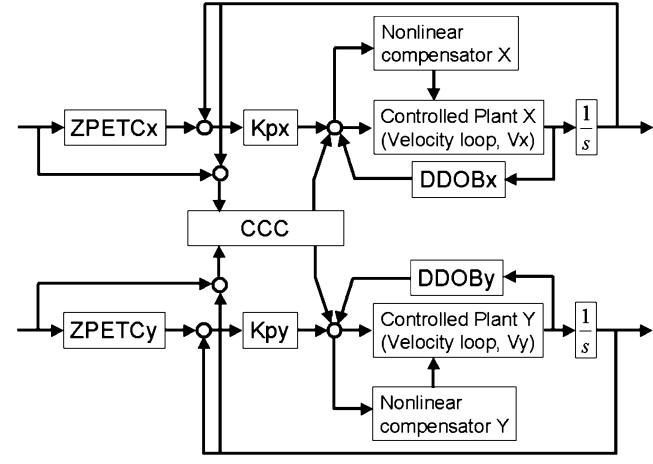 Nonlinear
compensator X
ZPETCx
Kpx
Controlled Plant X
(Velocity loop, Vx)
1
s
DDOBx
CCC
DDOBy
ZPETCy
Kpy
Controlled Plant Y
(Velocity loop, Vy)
1
s
Nonlinear
compensator Y